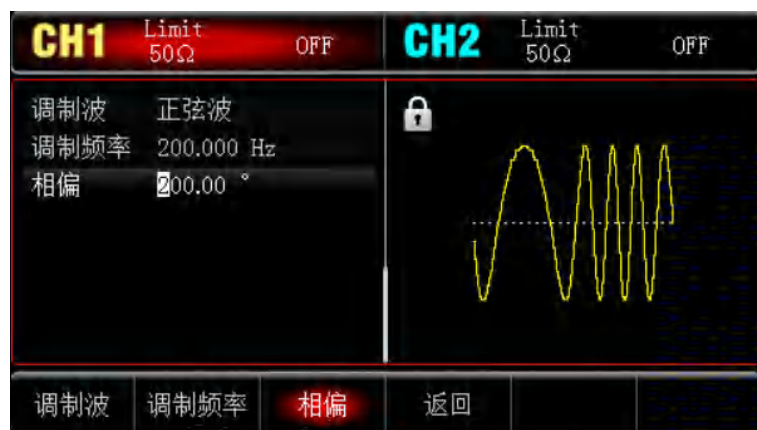 CH1 Limit 50Ω OFF
CH2 Limit 50Ω OFF
调制波 正弦波
调制频率 200.000 Hz
相偏 200.00 °
调制波 调制频率 相偏 返回